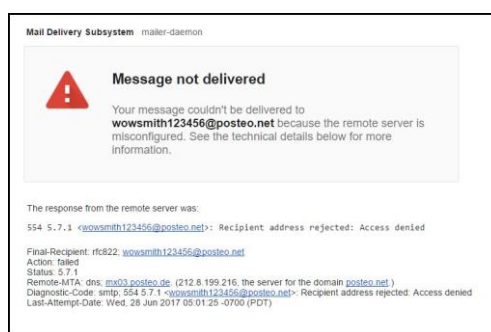 Mail Delivery Subsystem mailer-daemon
Message not delivered
Your message couldn't be delivered to
wowsmith123456@posteo.net because the remote server is
misconfigured. See the technical details below for more
information.
The response from the remote server was:
554 5.7.1 <wowsmith123456@posteo.net>: Recipient address rejected: Access denied
Final-Recipient: rfc822; wowsmith123456@posteo.net
Action: failed
Status: 5.7.1
Remote-MTA: dns; mx03.posteo.de. (212.8.199.216, the server for the domain posteo.net.)
Diagnostic-Code: smtp; 554 5.7.1 <wowsmith123456@posteo.net>: Recipient address rejected: Access denied
Last-Attempt-Date: Wed, 28 Jun 2017 05:01:25 -0700 (PDT)